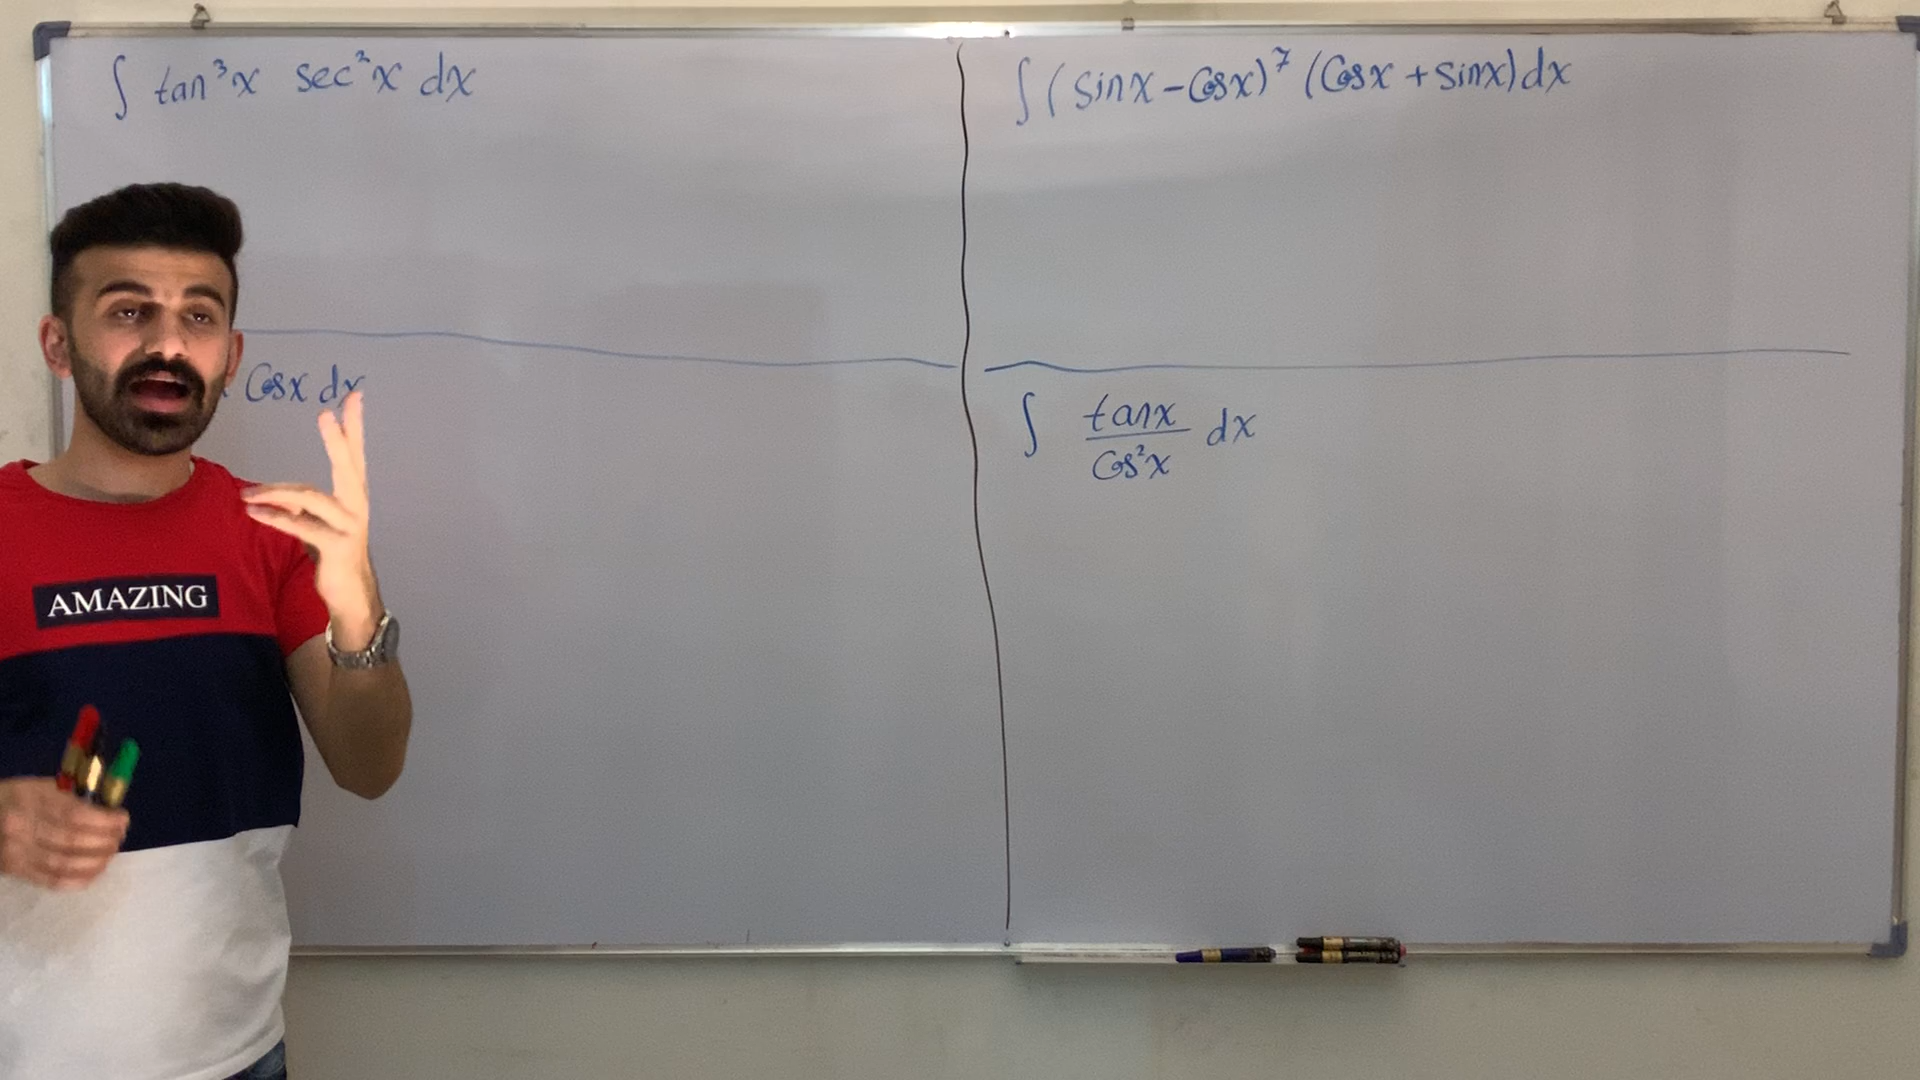 ∫ tan³x sec²x dx
∫ (sinx - Cosx)⁷ (Cosx + sinx) dx
Cosx dx
∫ tanx / Cos²x dx
AMAZING